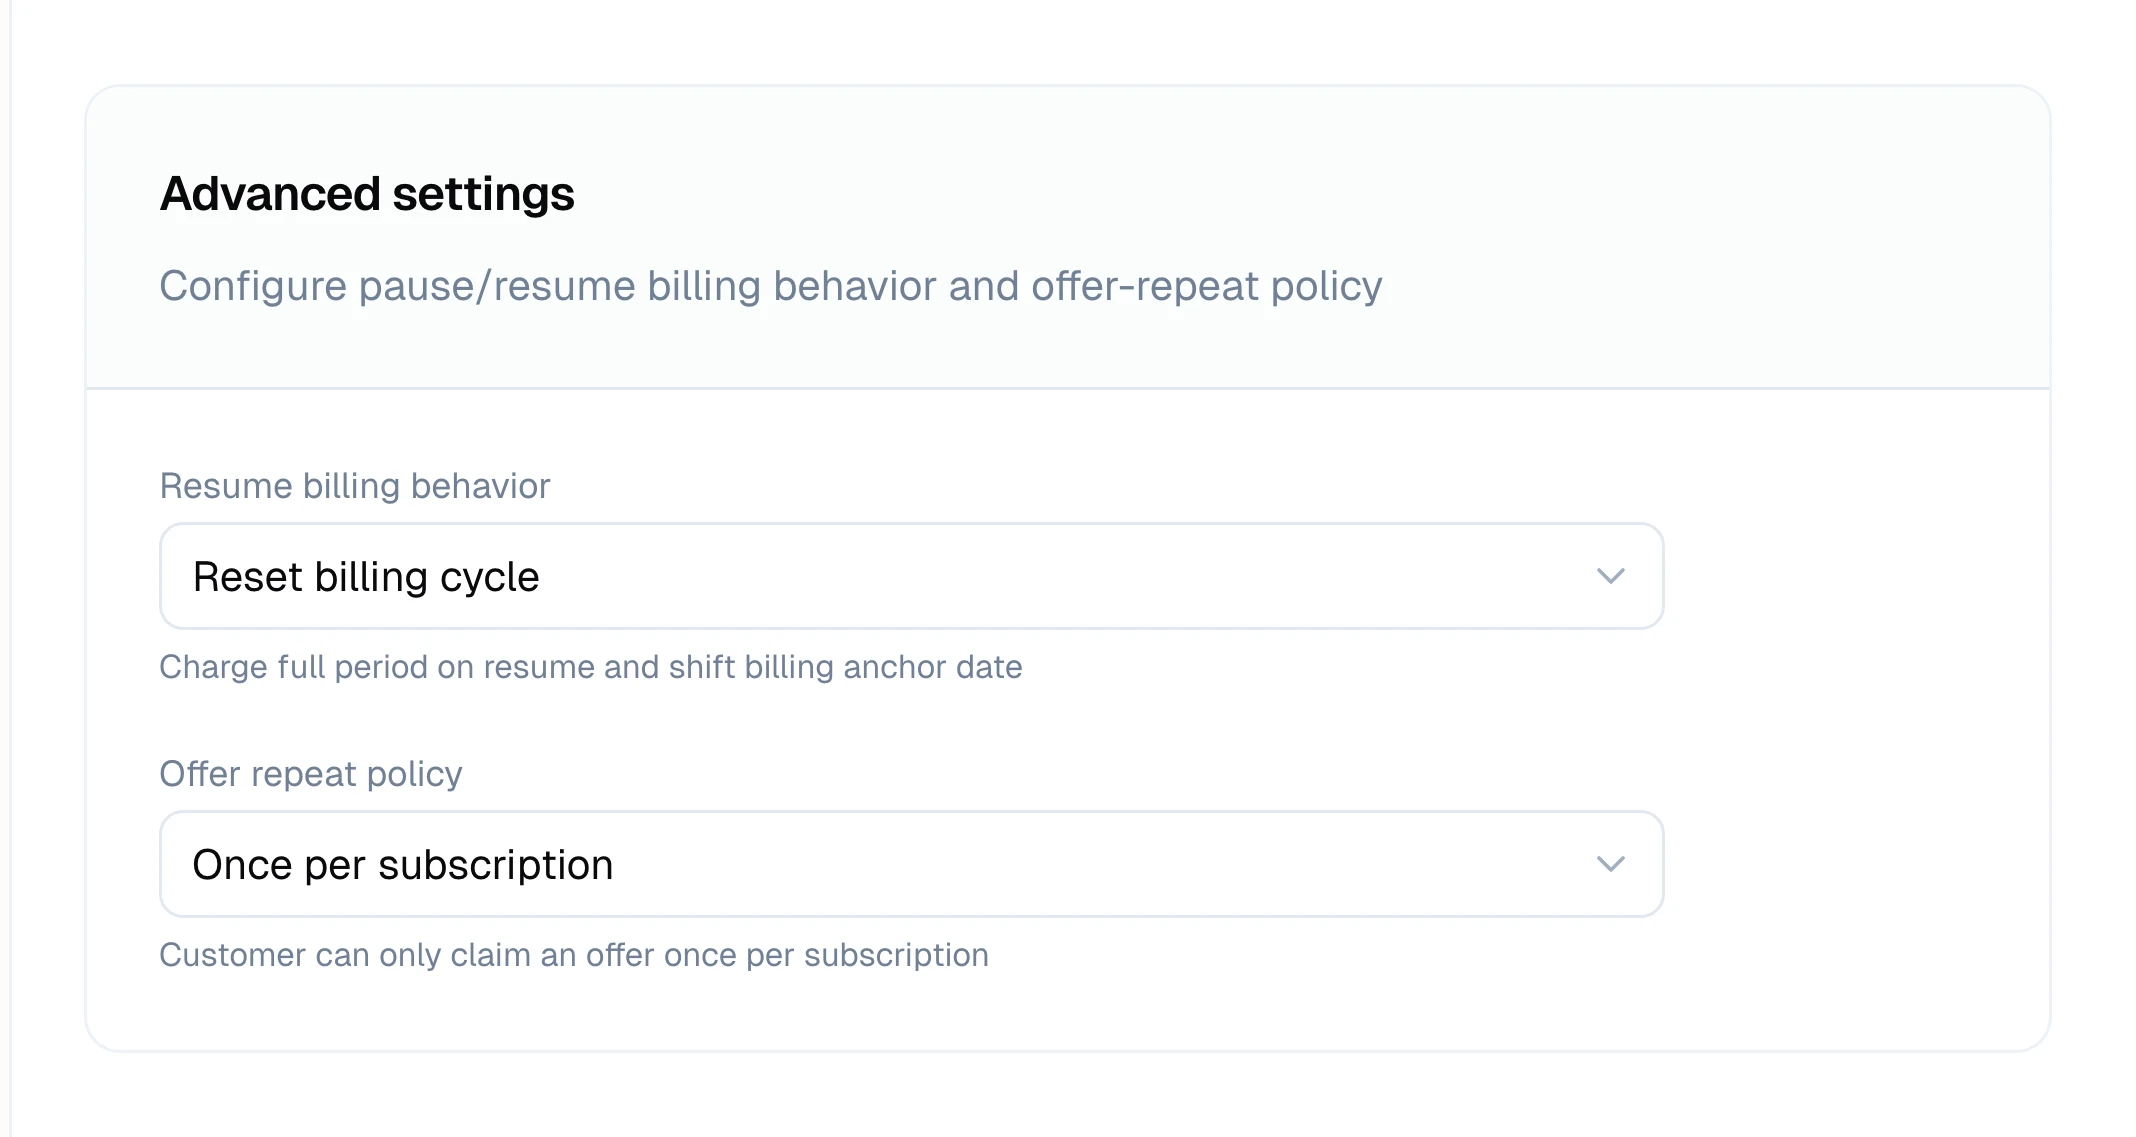 Advanced settings
Configure pause/resume billing behavior and offer-repeat policy
Resume billing behavior
Reset billing cycle
Charge full period on resume and shift billing anchor date
Offer repeat policy
Once per subscription
Customer can only claim an offer once per subscription